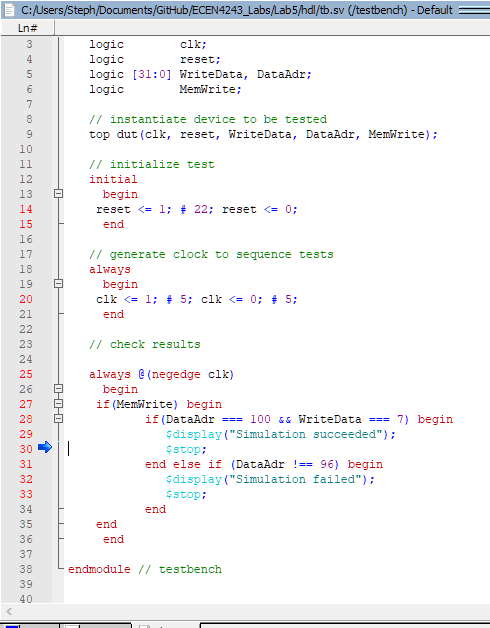 C:/Users/Steph/Documents/GitHub/ECEN4243_Labs/Lab5/hdl/tb.sv (/testbench) - Default
Ln#
3 logic clk;
4 logic reset;
5 logic [31:0] WriteData, DataAdr;
6 logic MemWrite;
7
8 // instantiate device to be tested
9 top dut(clk, reset, WriteData, DataAdr, MemWrite);
10
11 // initialize test
12 initial
13 begin
14 reset <= 1; # 22; reset <= 0;
15 end
16
17 // generate clock to sequence tests
18 always
19 begin
20 clk <= 1; # 5; clk <= 0; # 5;
21 end
22
23 // check results
24
25 always @(negedge clk)
26 begin
27 if(MemWrite) begin
28 if(DataAdr === 100 && WriteData === 7) begin
29 $display("Simulation succeeded");
30 $stop;
31 end else if (DataAdr !== 96) begin
32 $display("Simulation failed");
33 $stop;
34 end
35 end
36 end
37
38 endmodule // testbench
39
40